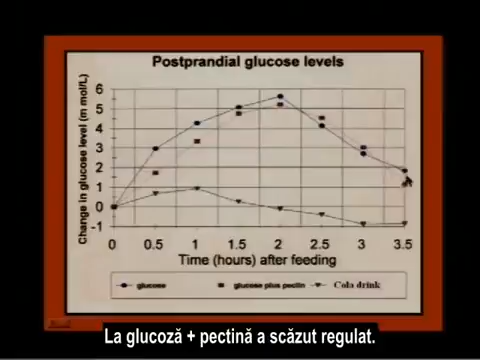 Postprandial glucose levels
Change in glucose level (m mol/L)
6
5
4
3
2
1
0
-1
0 0.5 1 1.5 2 2.5 3 3.5
Time (hours) after feeding
glucose glucose plus pectin Cola drink
La glucoză + pectină a scăzut regulat.